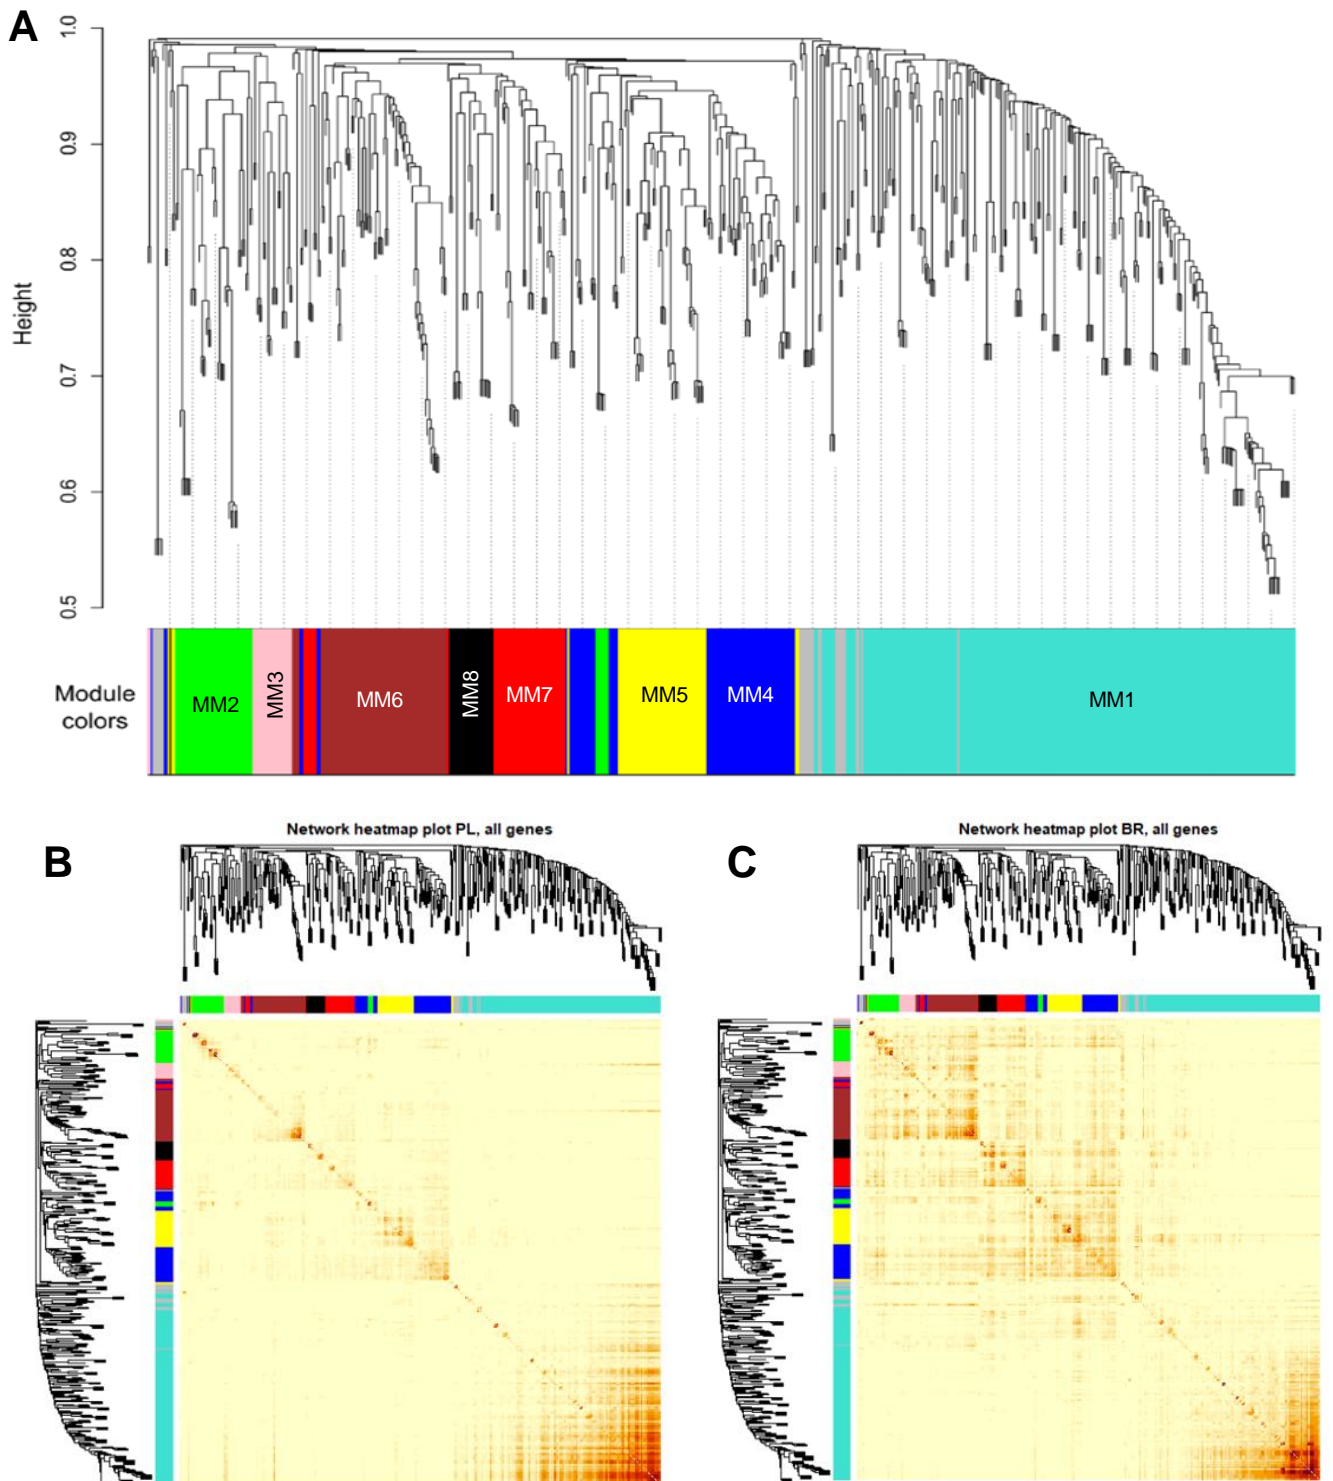 A
1.0
0.9
0.8
0.7
0.6
0.5
Height
Module
colors
MM2
MM3
MM6
MM8
MM7
MM5
MM4
MM1
B
Network heatmap plot PL, all genes
C
Network heatmap plot BR, all genes